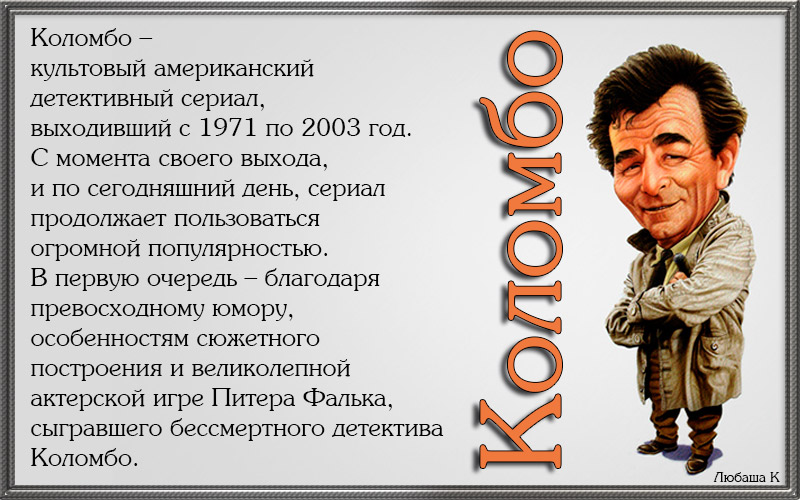 Коломбо –
культовый американский
детективный сериал,
выходивший с 1971 по 2003 год.
С момента своего выхода,
и по сегодняшний день, сериал
продолжает пользоваться
огромной популярностью.
В первую очередь – благодаря
превосходному юмору,
особенностям сюжетного
построения и великолепной
актерской игре Питера Фалька,
сыгравшего бессмертного детектива
Коломбо.
Коломбо
Любаша К